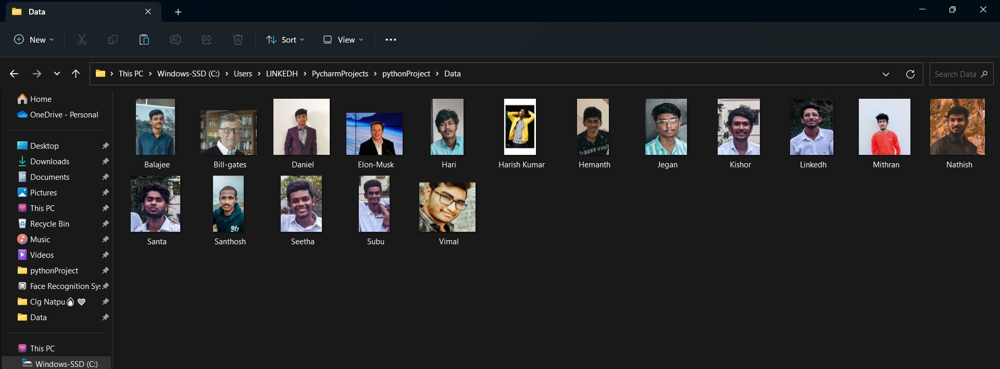 Data
New
Sort
View
This PC
Windows-SSD (C:)
Users
LINKEDH
PycharmProjects
pythonProject
Data
Search Data
Home
OneDrive - Personal
Desktop
Downloads
Documents
Pictures
This PC
Recycle Bin
Music
Videos
pythonProject
Face Recognition Sys
Clg Natpu
Data
This PC
Windows-SSD (C:)
Balajee
Bill-gates
Daniel
Elon-Musk
Hari
Harish Kumar
Hemanth
Jegan
Kishor
Linkedh
Mithran
Nathish
Santa
Santhosh
Seetha
Subu
Vimal